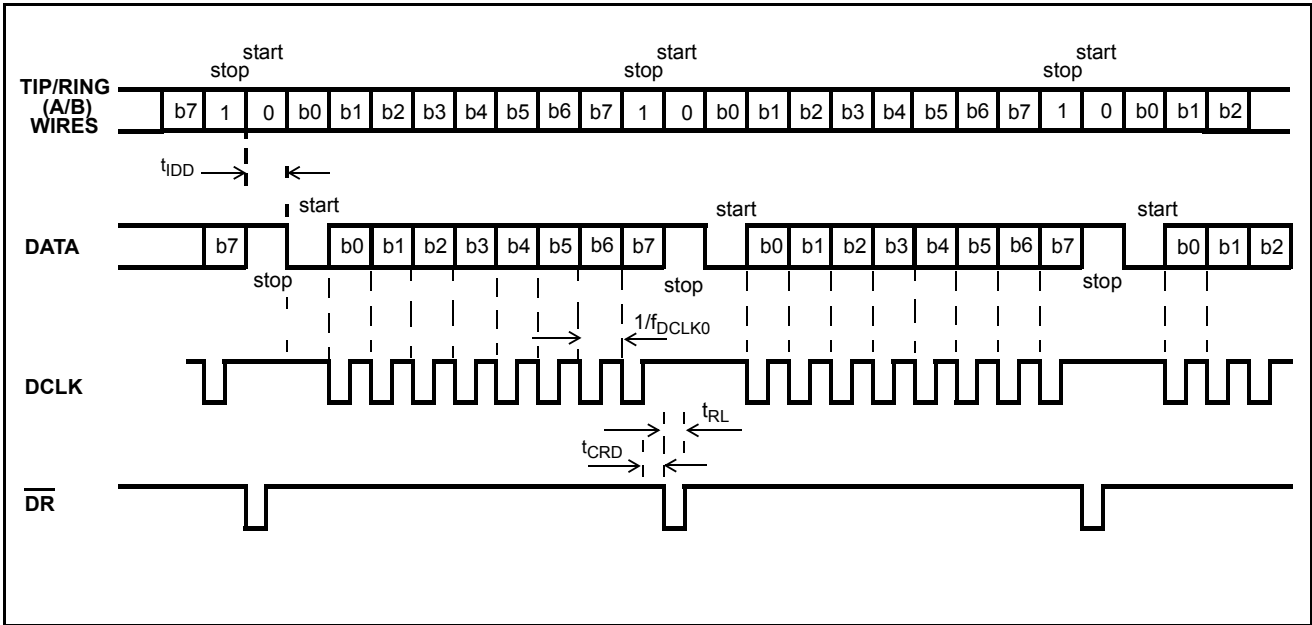 start start start
stop stop stop
TIP/RING
(A/B)
WIRES
b7 1 0 b0 b1 b2 b3 b4 b5 b6 b7 1 0 b0 b1 b2 b3 b4 b5 b6 b7 1 0 b0 b1 b2
tIDD
start start start
DATA
b7 b0 b1 b2 b3 b4 b5 b6 b7 b0 b1 b2 b3 b4 b5 b6 b7 b0 b1 b2
stop stop stop
1/fDCLK0
DCLK
tRL
tCRD
DR